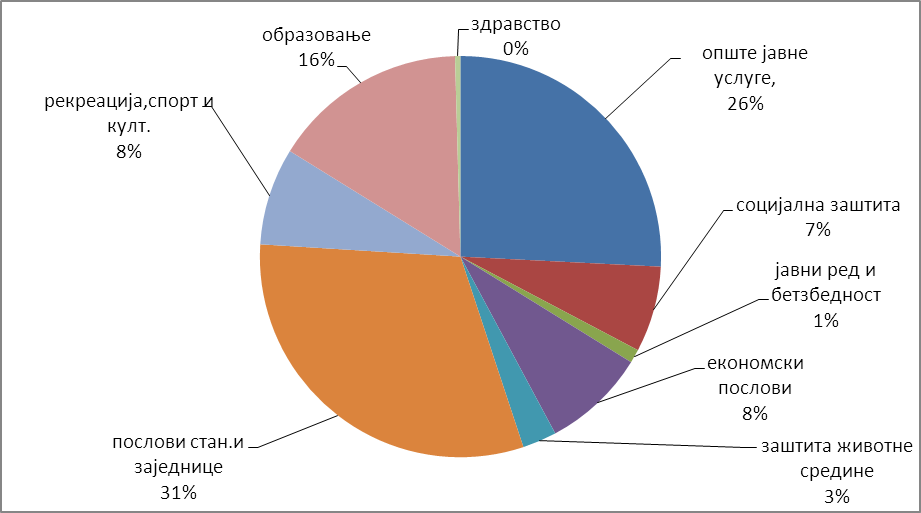 здравство
0%
опште јавне
услуге,
26%
социјална заштита
7%
јавни ред и
бетзбедност
1%
економски
послови
8%
заштита животне
средине
3%
послови стан.и
заједнице
31%
рекреација,спорт и
култ.
8%
образовање
16%